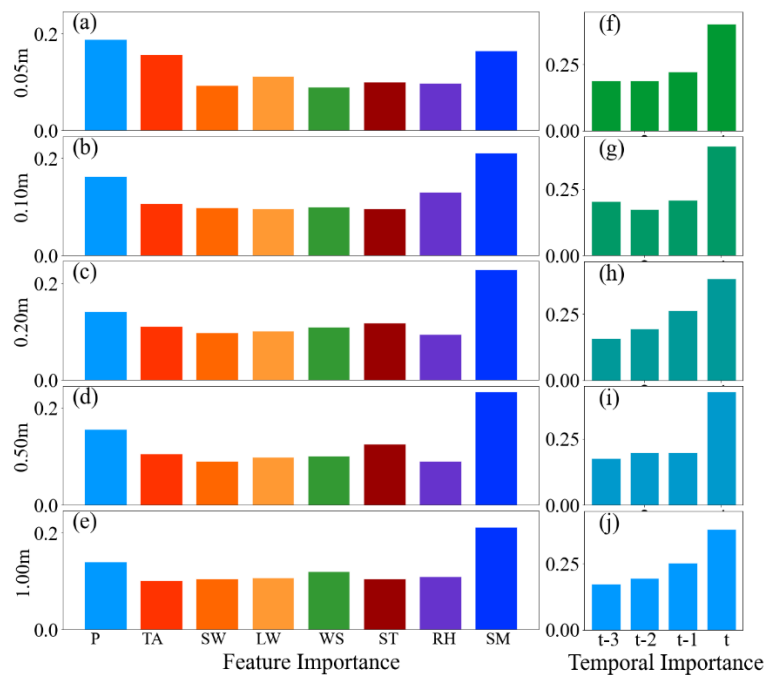 (a)
0.2
0.0
0.05m
(f)
0.25
0.00
(b)
0.2
0.0
0.10m
(g)
0.25
0.00
(c)
0.2
0.0
0.20m
(h)
0.25
0.00
(d)
0.2
0.0
0.50m
(i)
0.25
0.00
(e)
0.2
0.0
1.00m
(j)
0.25
0.00
P TA SW LW WS ST RH SM
t-3 t-2 t-1 t
Feature Importance
Temporal Importance